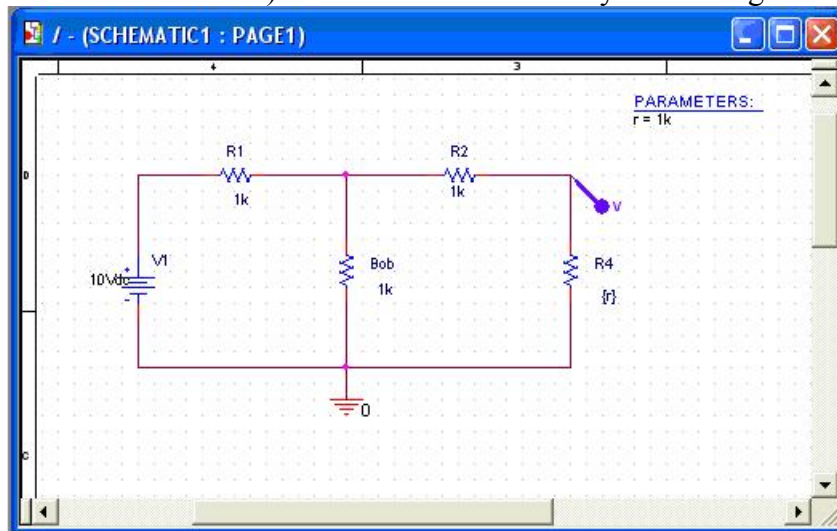 / - (SCHEMATIC1 : PAGE1)
4 3
PARAMETERS:
r = 1k
D
R1 R2
1k 1k
V
V1 Bob R4
10Vdc
1k {r}
0
C